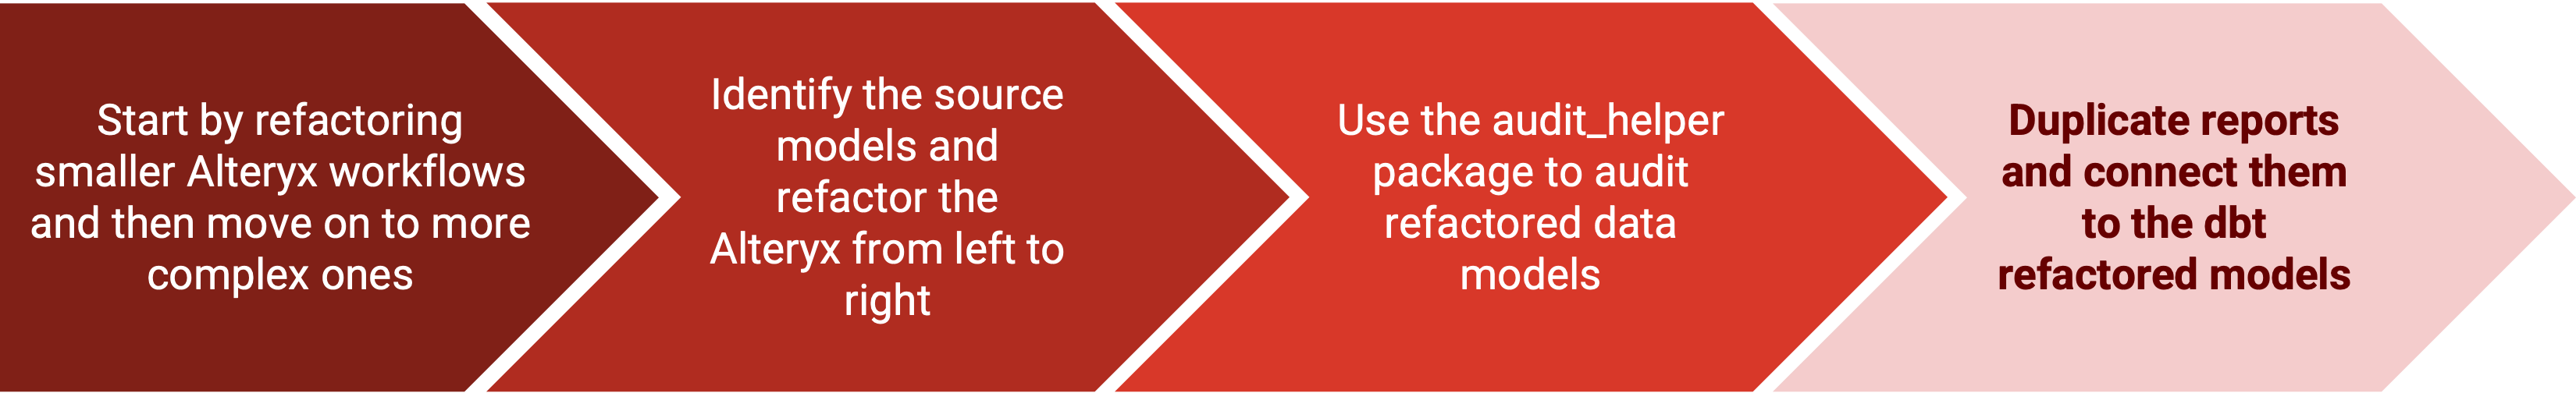 Start by refactoring
smaller Alteryx workflows
and then move on to more
complex ones
Identify the source
models and
refactor the
Alteryx from left to
right
Use the audit_helper
package to audit
refactored data
models
Duplicate reports
and connect them
to the dbt
refactored models